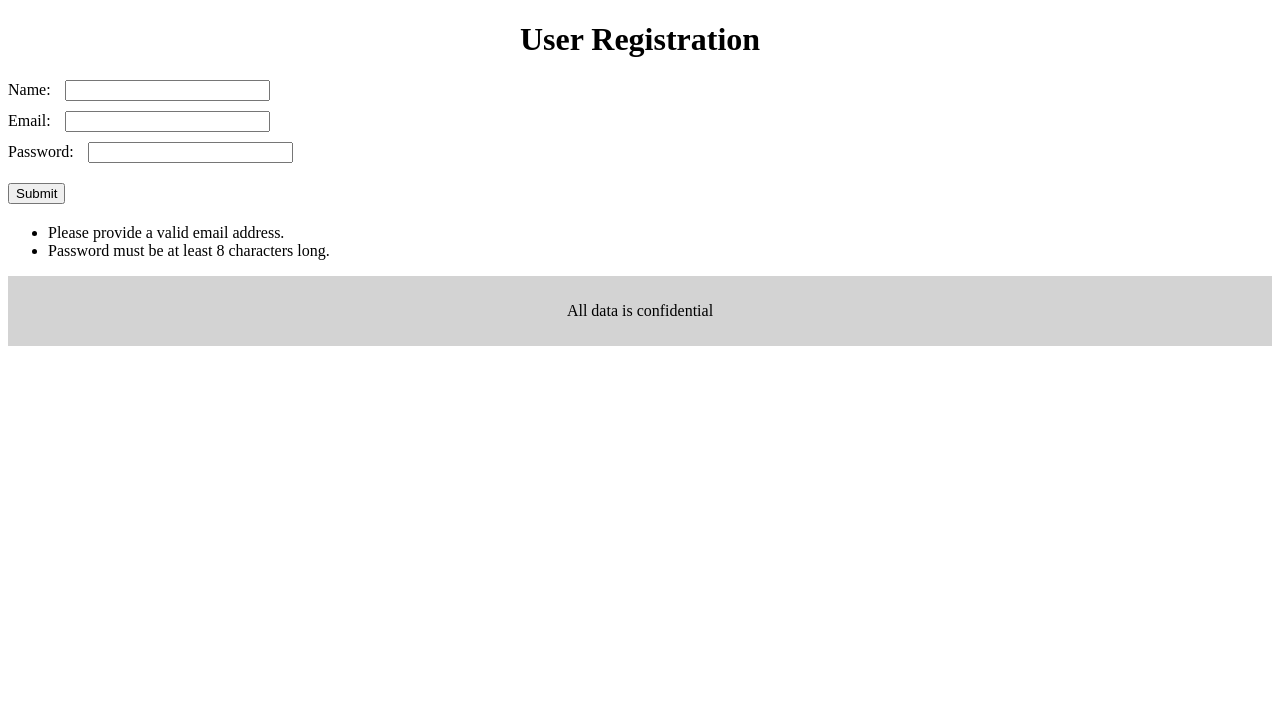 User Registration
Name:
Email:
Password:
Submit
Please provide a valid email address.
Password must be at least 8 characters long.
All data is confidential